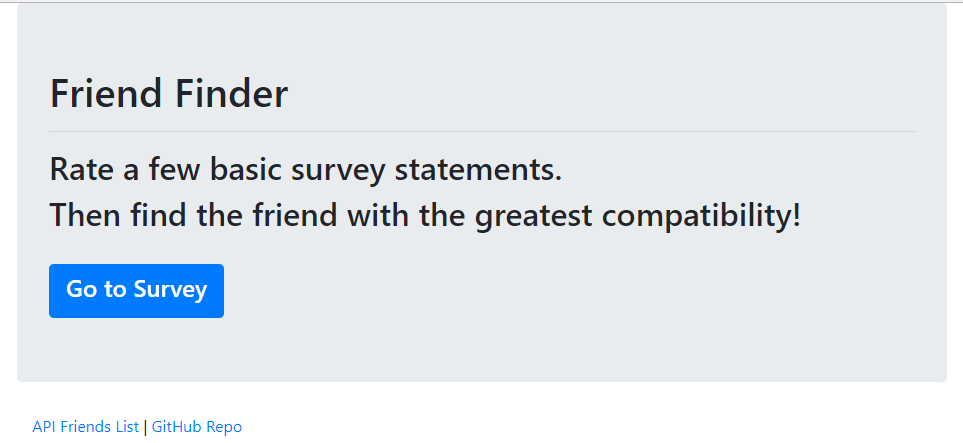 Friend Finder
Rate a few basic survey statements.
Then find the friend with the greatest compatibility!
Go to Survey
API Friends List | GitHub Repo